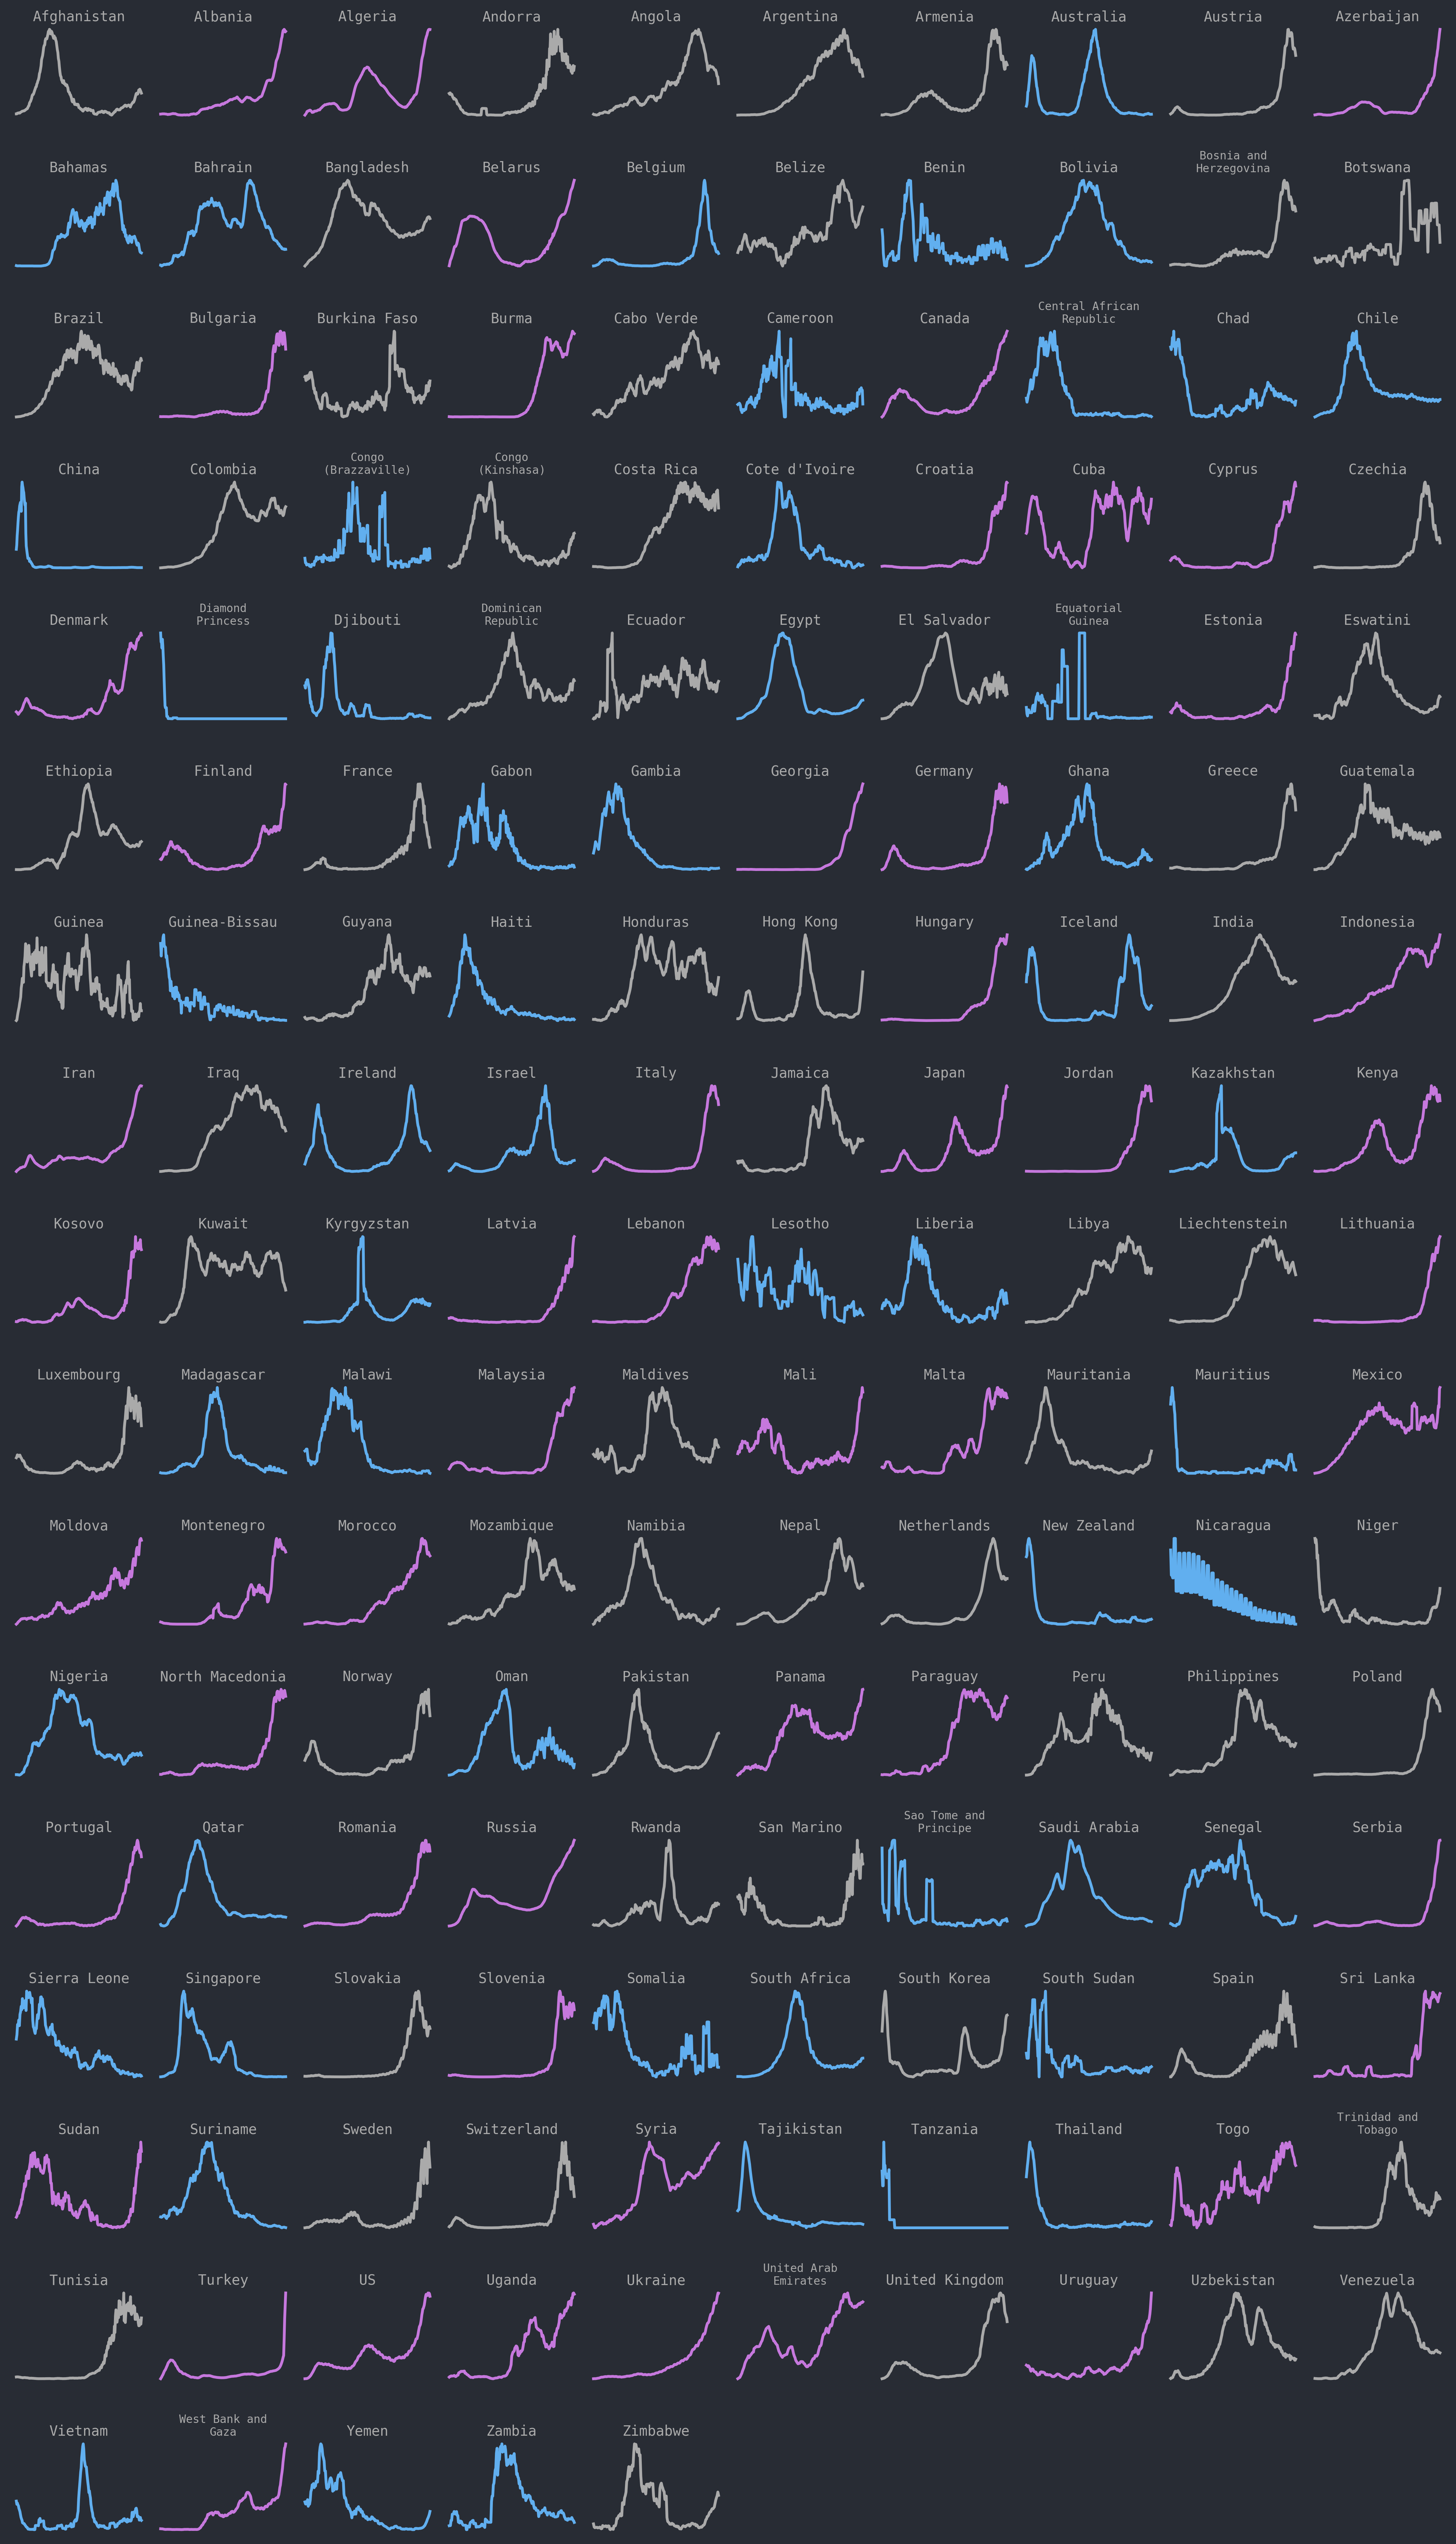 Afghanistan
Albania
Algeria
Andorra
Angola
Argentina
Armenia
Australia
Austria
Azerbaijan
Bahamas
Bahrain
Bangladesh
Belarus
Belgium
Belize
Benin
Bolivia
Bosnia and
Herzegovina
Botswana
Brazil
Bulgaria
Burkina Faso
Burma
Cabo Verde
Cameroon
Canada
Central African
Republic
Chad
Chile
China
Colombia
Congo
(Brazzaville)
Congo
(Kinshasa)
Costa Rica
Cote d'Ivoire
Croatia
Cuba
Cyprus
Czechia
Denmark
Diamond
Princess
Djibouti
Dominican
Republic
Ecuador
Egypt
El Salvador
Equatorial
Guinea
Estonia
Eswatini
Ethiopia
Finland
France
Gabon
Gambia
Georgia
Germany
Ghana
Greece
Guatemala
Guinea
Guinea-Bissau
Guyana
Haiti
Honduras
Hong Kong
Hungary
Iceland
India
Indonesia
Iran
Iraq
Ireland
Israel
Italy
Jamaica
Japan
Jordan
Kazakhstan
Kenya
Kosovo
Kuwait
Kyrgyzstan
Latvia
Lebanon
Lesotho
Liberia
Libya
Liechtenstein
Lithuania
Luxembourg
Madagascar
Malawi
Malaysia
Maldives
Mali
Malta
Mauritania
Mauritius
Mexico
Moldova
Montenegro
Morocco
Mozambique
Namibia
Nepal
Netherlands
New Zealand
Nicaragua
Niger
Nigeria
North Macedonia
Norway
Oman
Pakistan
Panama
Paraguay
Peru
Philippines
Poland
Portugal
Qatar
Romania
Russia
Rwanda
San Marino
Sao Tome and
Principe
Saudi Arabia
Senegal
Serbia
Sierra Leone
Singapore
Slovakia
Slovenia
Somalia
South Africa
South Korea
South Sudan
Spain
Sri Lanka
Sudan
Suriname
Sweden
Switzerland
Syria
Tajikistan
Tanzania
Thailand
Togo
Trinidad and
Tobago
Tunisia
Turkey
US
Uganda
Ukraine
United Arab
Emirates
United Kingdom
Uruguay
Uzbekistan
Venezuela
Vietnam
West Bank and
Gaza
Yemen
Zambia
Zimbabwe